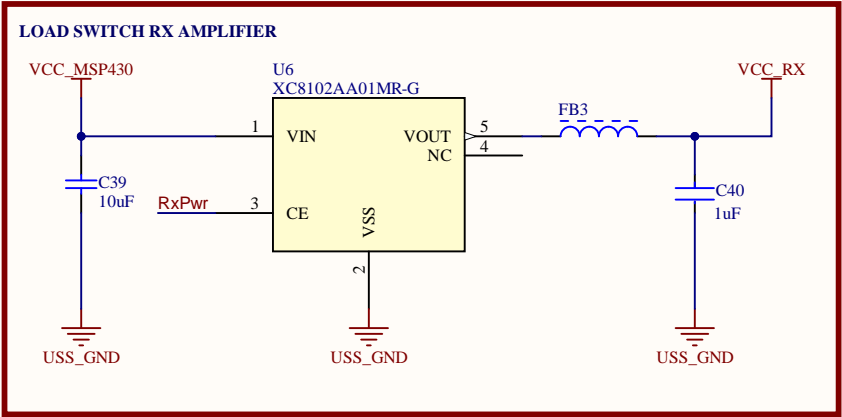 LOAD SWITCH RX AMPLIFIER
VCC_MSP430
U6
XC8102AA01MR-G
VCC_RX
FB3
1
VIN
VOUT
5
NC
4
C39
10uF
RxPwr
3
CE
VSS
2
C40
1uF
USS_GND
USS_GND
USS_GND